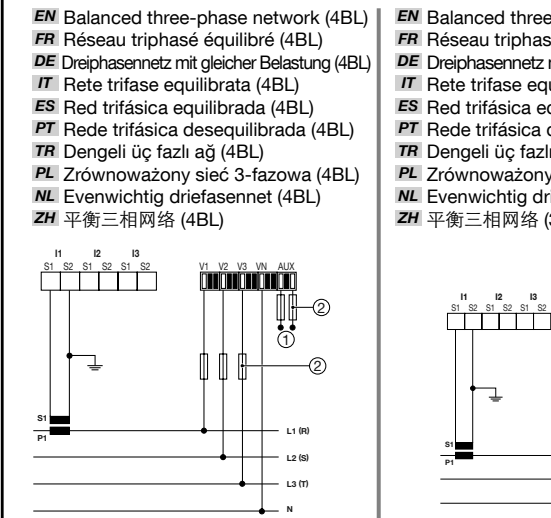 EN Balanced three-phase network (4BL)
FR Réseau triphasé équilibré (4BL)
DE Dreiphasennetz mit gleicher Belastung (4BL)
IT Rete trifase equilibrata (4BL)
ES Red trifásica equilibrada (4BL)
PT Rede trifásica desequilibrada (4BL)
TR Dengeli üç fazlı ağ (4BL)
PL Zrównoważony sieć 3-fazowa (4BL)
NL Evenwichtig driefasennet (4BL)
ZH 平衡三相网络 (4BL)
I1 I2 I3
S1 S2 S1 S2 S1 S2
V1 V2 V3 VN AUX
2
1
2
S1
P1
L1 (R)
L2 (S)
L3 (T)
N
EN Balanced three
FR Réseau triphas
DE Dreiphasennetz
IT Rete trifase equ
ES Red trifásica e
PT Rede trifásica
TR Dengeli üç fazl
PL Zrównoważony
NL Evenwichtig dri
ZH 平衡三相网络 (3
I1 I2 I3
S1 S2 S1 S2 S1 S2
S1
P1